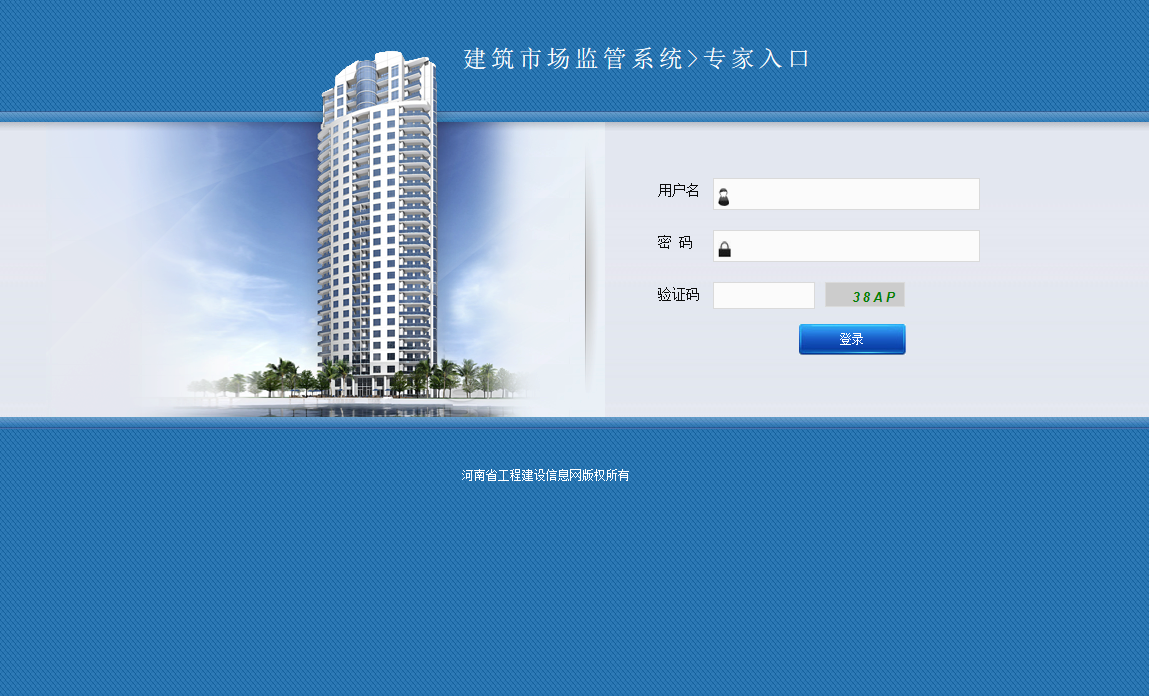 建筑市场监管系统>专家入口
用户名
密 码
验证码 38AP
登录
河南省工程建设信息网版权所有